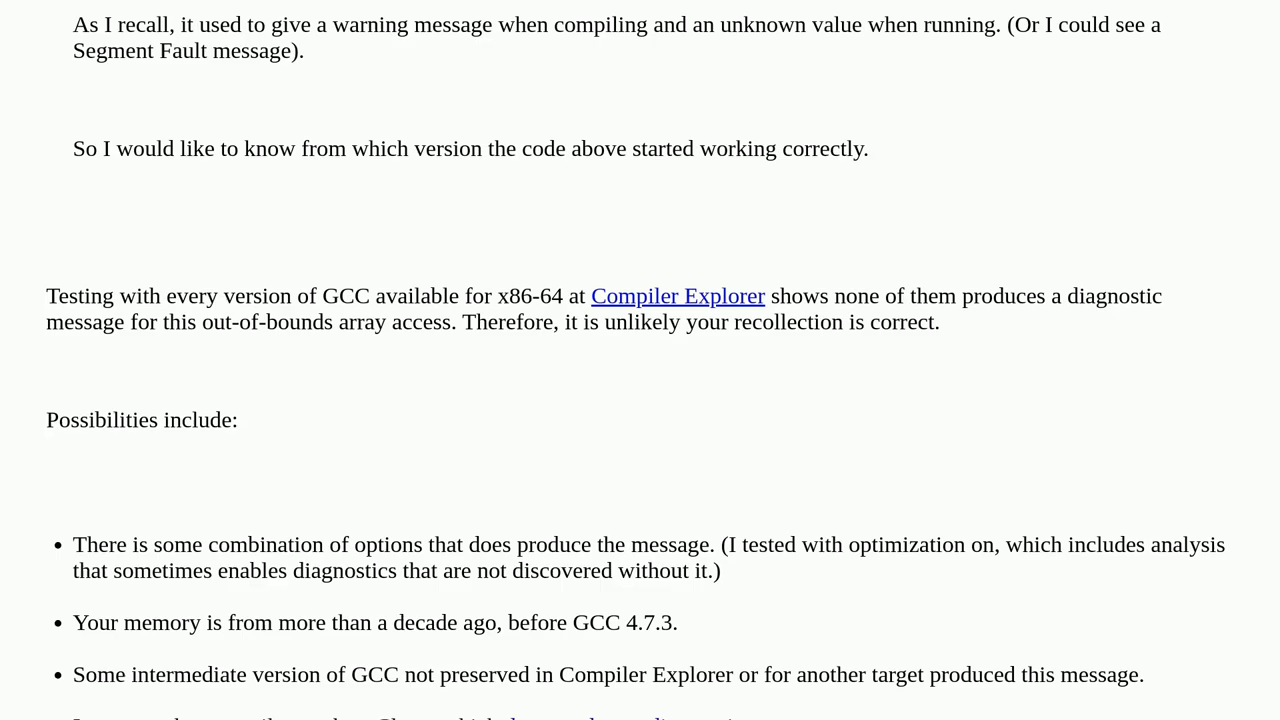 As I recall, it used to give a warning message when compiling and an unknown value when running. (Or I could see a
Segment Fault message).
So I would like to know from which version the code above started working correctly.
Testing with every version of GCC available for x86-64 at Compiler Explorer shows none of them produces a diagnostic
message for this out-of-bounds array access. Therefore, it is unlikely your recollection is correct.
Possibilities include:
• There is some combination of options that does produce the message. (I tested with optimization on, which includes analysis
that sometimes enables diagnostics that are not discovered without it.)
• Your memory is from more than a decade ago, before GCC 4.7.3.
• Some intermediate version of GCC not preserved in Compiler Explorer or for another target produced this message.